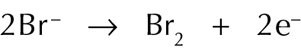 2Br⁻ → Br₂ + 2e⁻